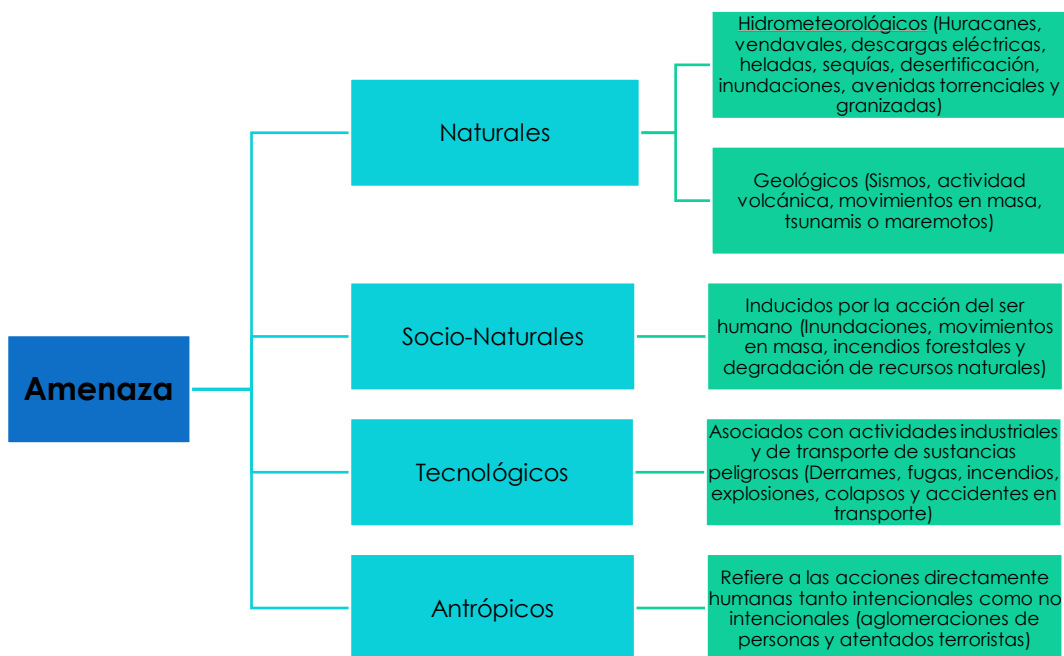 Amenaza
Naturales
Hidrometeorológicos (Huracanes,
vendavales, descargas eléctricas,
heladas, sequías, desertificación,
inundaciones, avenidas torrenciales y
granizadas)
Geológicos (Sismos, actividad
volcánica, movimientos en masa,
tsunamis o maremotos)
Socio-Naturales
Inducidos por la acción del ser
humano (Inundaciones, movimientos
en masa, incendios forestales y
degradación de recursos naturales)
Tecnológicos
Asociados con actividades industriales
y de transporte de sustancias
peligrosas (Derrames, fugas, incendios,
explosiones, colapsos y accidentes en
transporte)
Antrópicos
Refiere a las acciones directamente
humanas tanto intencionales como no
intencionales (aglomeraciones de
personas y atentados terroristas)